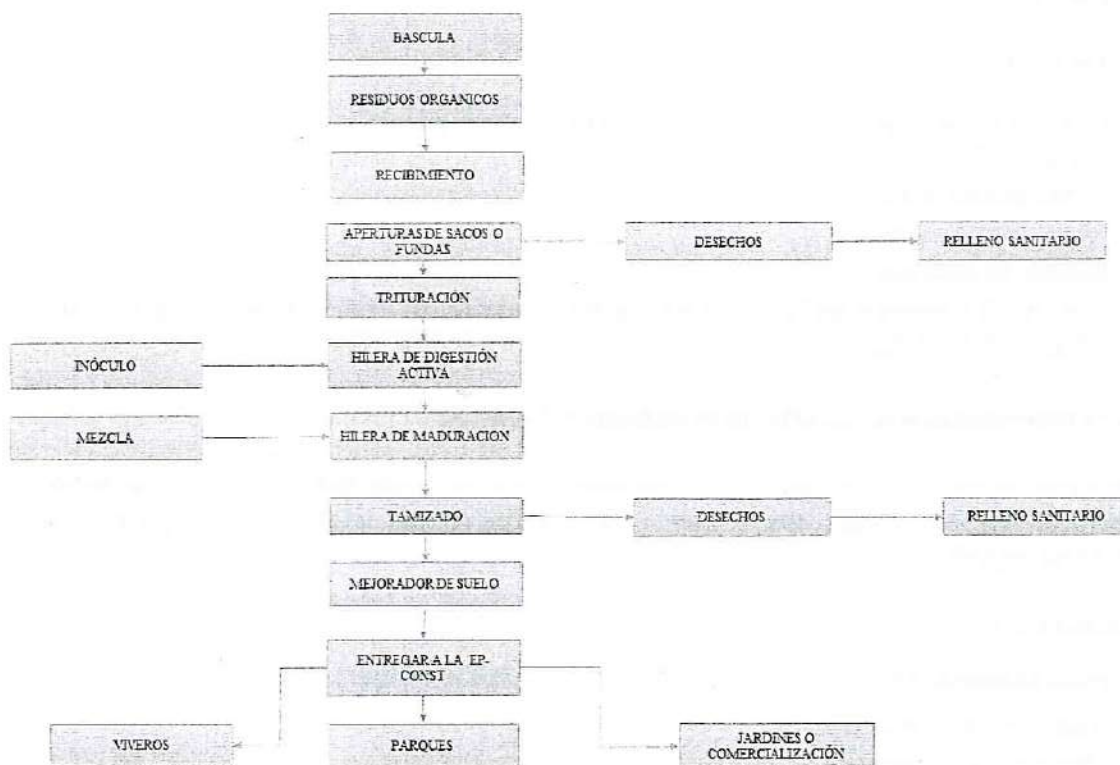 BASCULA
RESIDUOS ORGANICOS
RECIBIMIENTO
APERTURAS DE SACOS O
FUNDAS
DESECHOS
RELLENO SANITARIO
TRITURACIÓN
INÓCULO
HILERA DE DIGESTIÓN
ACTIVA
MEZCLA
HILERA DE MADURACION
TAMIZADO
DESECHOS
RELLENO SANITARIO
MEJORADOR DE SUELO
ENTREGAR A LA EP-
CONST
VIVEROS
PARQUES
JARDINES O
COMERCIALIZACIÓN